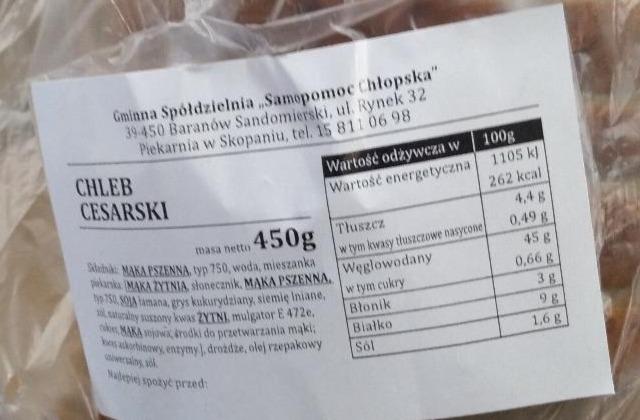 Gminna Spółdzielnia „Samopomoc Chłopska"
39-450 Baranów Sandomierski, ul. Rynek 32
Piekarnia w Skopaniu, tel. 15 811 06 98
CHLEB
CESARSKI
masa netto 450g
Składniki: MĄKA PSZENNA, typ 750, woda, mieszanka
piekarska: [MĄKA ŻYTNIA, słonecznik, MĄKA PSZENNA,
typ 750, SOJA łamana, grys kukurydziany, siemię lniane,
sól, naturalny suszony kwas ŻYTNI, emulgator E 472e,
cukier, MĄKA sojowa, środki do przetwarzania mąki;
kwas askorbinowy, enzymy], drożdże, olej rzepakowy
uniwersalny, sól.
Najlepiej spożyć przed:
Wartość odżywcza w 100g
Wartość energetyczna 1105 kJ
262 kcal
Tłuszcz 4,4 g
w tym kwasy tłuszczowe nasycone 0,49 g
Węglowodany 45 g
w tym cukry 0,66 g
Błonik 3 g
Białko 9 g
Sól 1,6 g